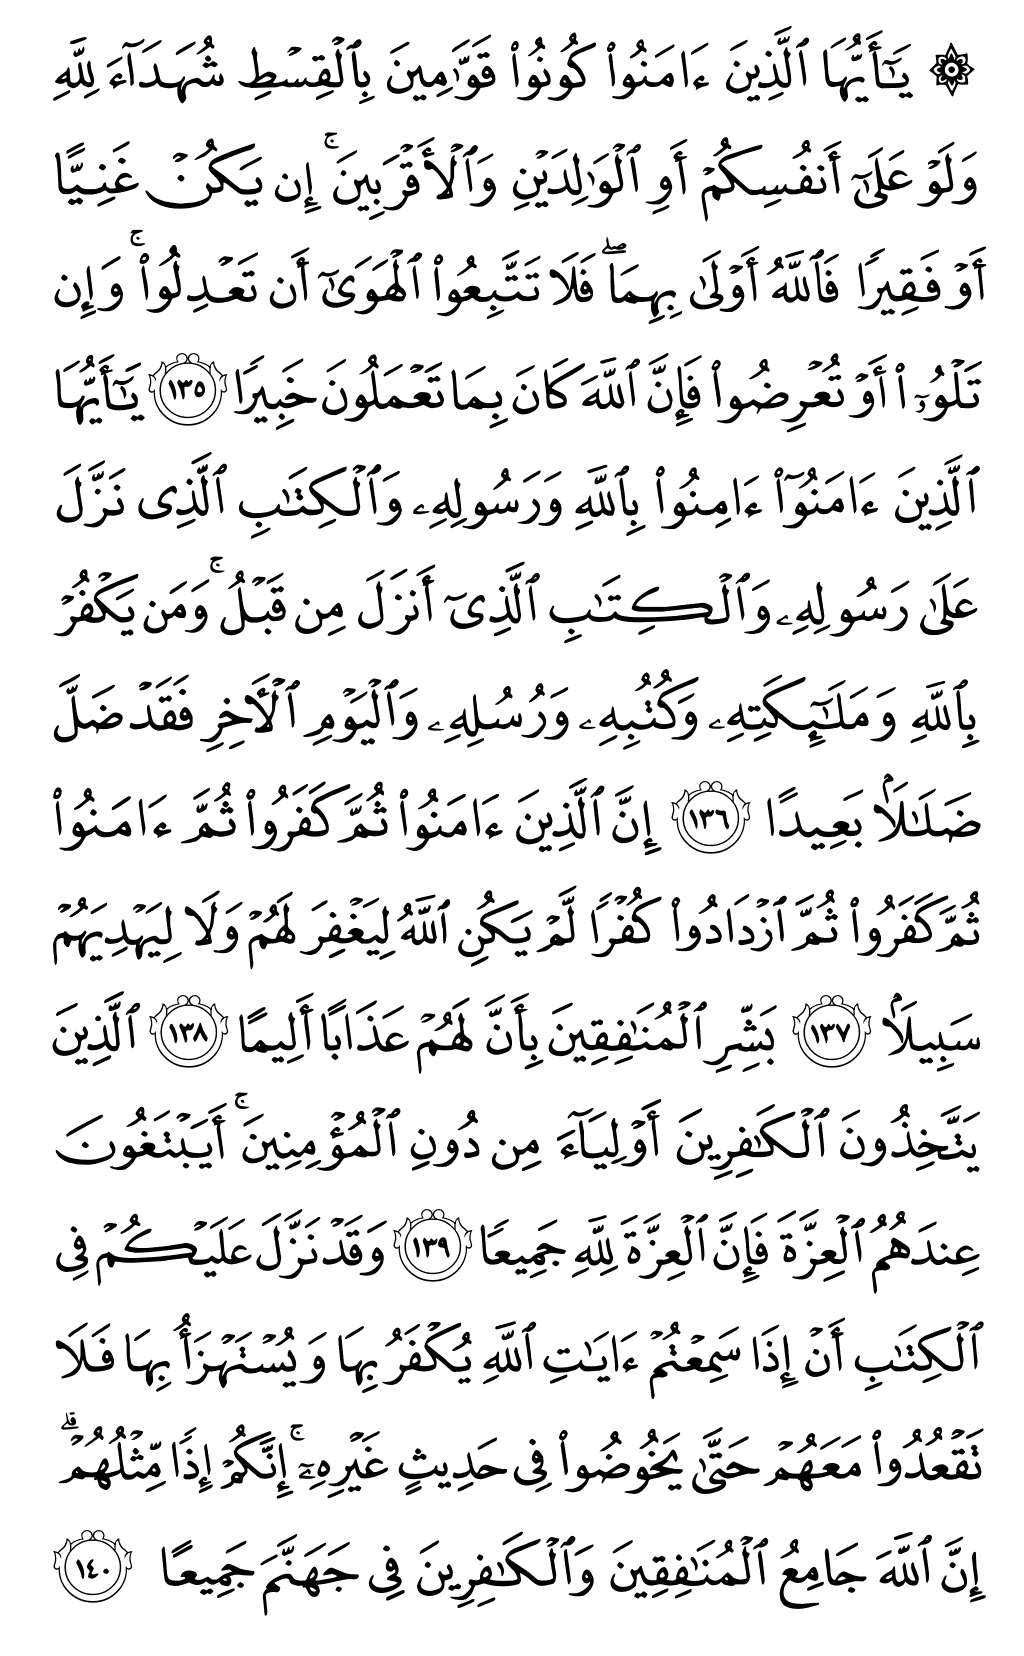 ۞ يَٰٓأَيُّهَا ٱلَّذِينَ ءَامَنُوا۟ كُونُوا۟ قَوَّٰمِينَ بِٱلْقِسْطِ شُهَدَآءَ لِلَّهِ
وَلَوْ عَلَىٰٓ أَنفُسِكُمْ أَوِ ٱلْوَٰلِدَيْنِ وَٱلْأَقْرَبِينَ ۚ إِن يَكُنْ غَنِيًّا
أَوْ فَقِيرًا فَٱللَّهُ أَوْلَىٰ بِهِمَا ۖ فَلَا تَتَّبِعُوا۟ ٱلْهَوَىٰٓ أَن تَعْدِلُوا۟ ۚ وَإِن
تَلْوُۥٓا۟ أَوْ تُعْرِضُوا۟ فَإِنَّ ٱللَّهَ كَانَ بِمَا تَعْمَلُونَ خَبِيرًا ١٣٥ يَٰٓأَيُّهَا
ٱلَّذِينَ ءَامَنُوٓا۟ ءَامِنُوا۟ بِٱللَّهِ وَرَسُولِهِۦ وَٱلْكِتَٰبِ ٱلَّذِى نَزَّلَ
عَلَىٰ رَسُولِهِۦ وَٱلْكِتَٰبِ ٱلَّذِىٓ أَنزَلَ مِن قَبْلُ ۚ وَمَن يَكْفُرْ
بِٱللَّهِ وَمَلَٰٓئِكَتِهِۦ وَكُتُبِهِۦ وَرُسُلِهِۦ وَٱلْيَوْمِ ٱلْأَخِرِ فَقَدْ ضَلَّ
ضَلَٰلًۢا بَعِيدًا ١٣٦ إِنَّ ٱلَّذِينَ ءَامَنُوا۟ ثُمَّ كَفَرُوا۟ ثُمَّ ءَامَنُوا۟
ثُمَّ كَفَرُوا۟ ثُمَّ ٱزْدَادُوا۟ كُفْرًا لَّمْ يَكُنِ ٱللَّهُ لِيَغْفِرَ لَهُمْ وَلَا لِيَهْدِيَهُمْ
سَبِيلًۢا ١٣٧ بَشِّرِ ٱلْمُنَٰفِقِينَ بِأَنَّ لَهُمْ عَذَابًا أَلِيمًا ١٣٨ ٱلَّذِينَ
يَتَّخِذُونَ ٱلْكَٰفِرِينَ أَوْلِيَآءَ مِن دُونِ ٱلْمُؤْمِنِينَ ۚ أَيَبْتَغُونَ
عِندَهُمُ ٱلْعِزَّةَ فَإِنَّ ٱلْعِزَّةَ لِلَّهِ جَمِيعًا ١٣٩ وَقَدْ نَزَّلَ عَلَيْكُمْ فِى
ٱلْكِتَٰبِ أَنْ إِذَا سَمِعْتُمْ ءَايَٰتِ ٱللَّهِ يُكْفَرُ بِهَا وَيُسْتَهْزَأُ بِهَا فَلَا
تَقْعُدُوا۟ مَعَهُمْ حَتَّىٰ يَخُوضُوا۟ فِى حَدِيثٍ غَيْرِهِۦٓ ۚ إِنَّكُمْ إِذًا مِّثْلُهُمْ ۗ
إِنَّ ٱللَّهَ جَامِعُ ٱلْمُنَٰفِقِينَ وَٱلْكَٰفِرِينَ فِى جَهَنَّمَ جَمِيعًا ١٤٠